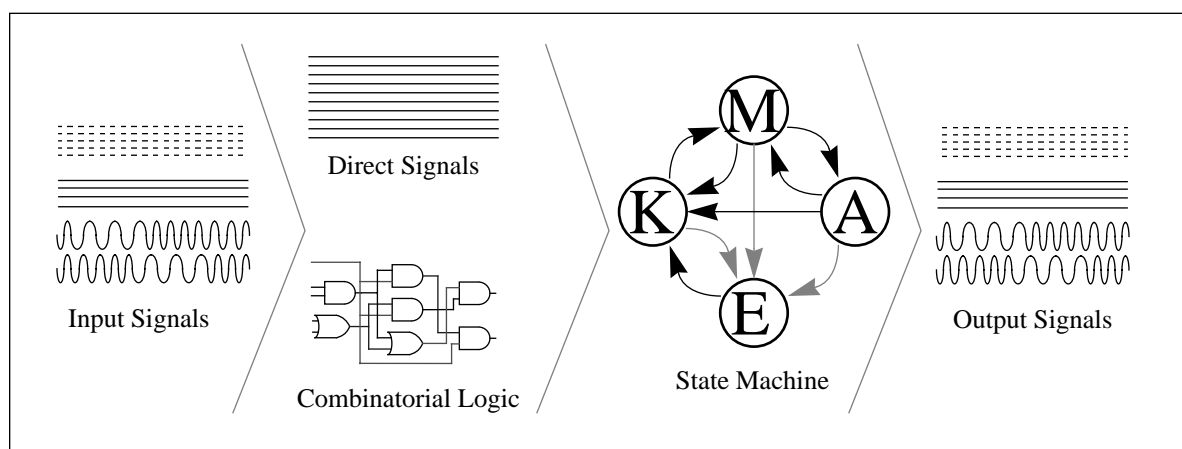 Input Signals
Direct Signals
Combinatorial Logic
M
K
A
E
State Machine
Output Signals